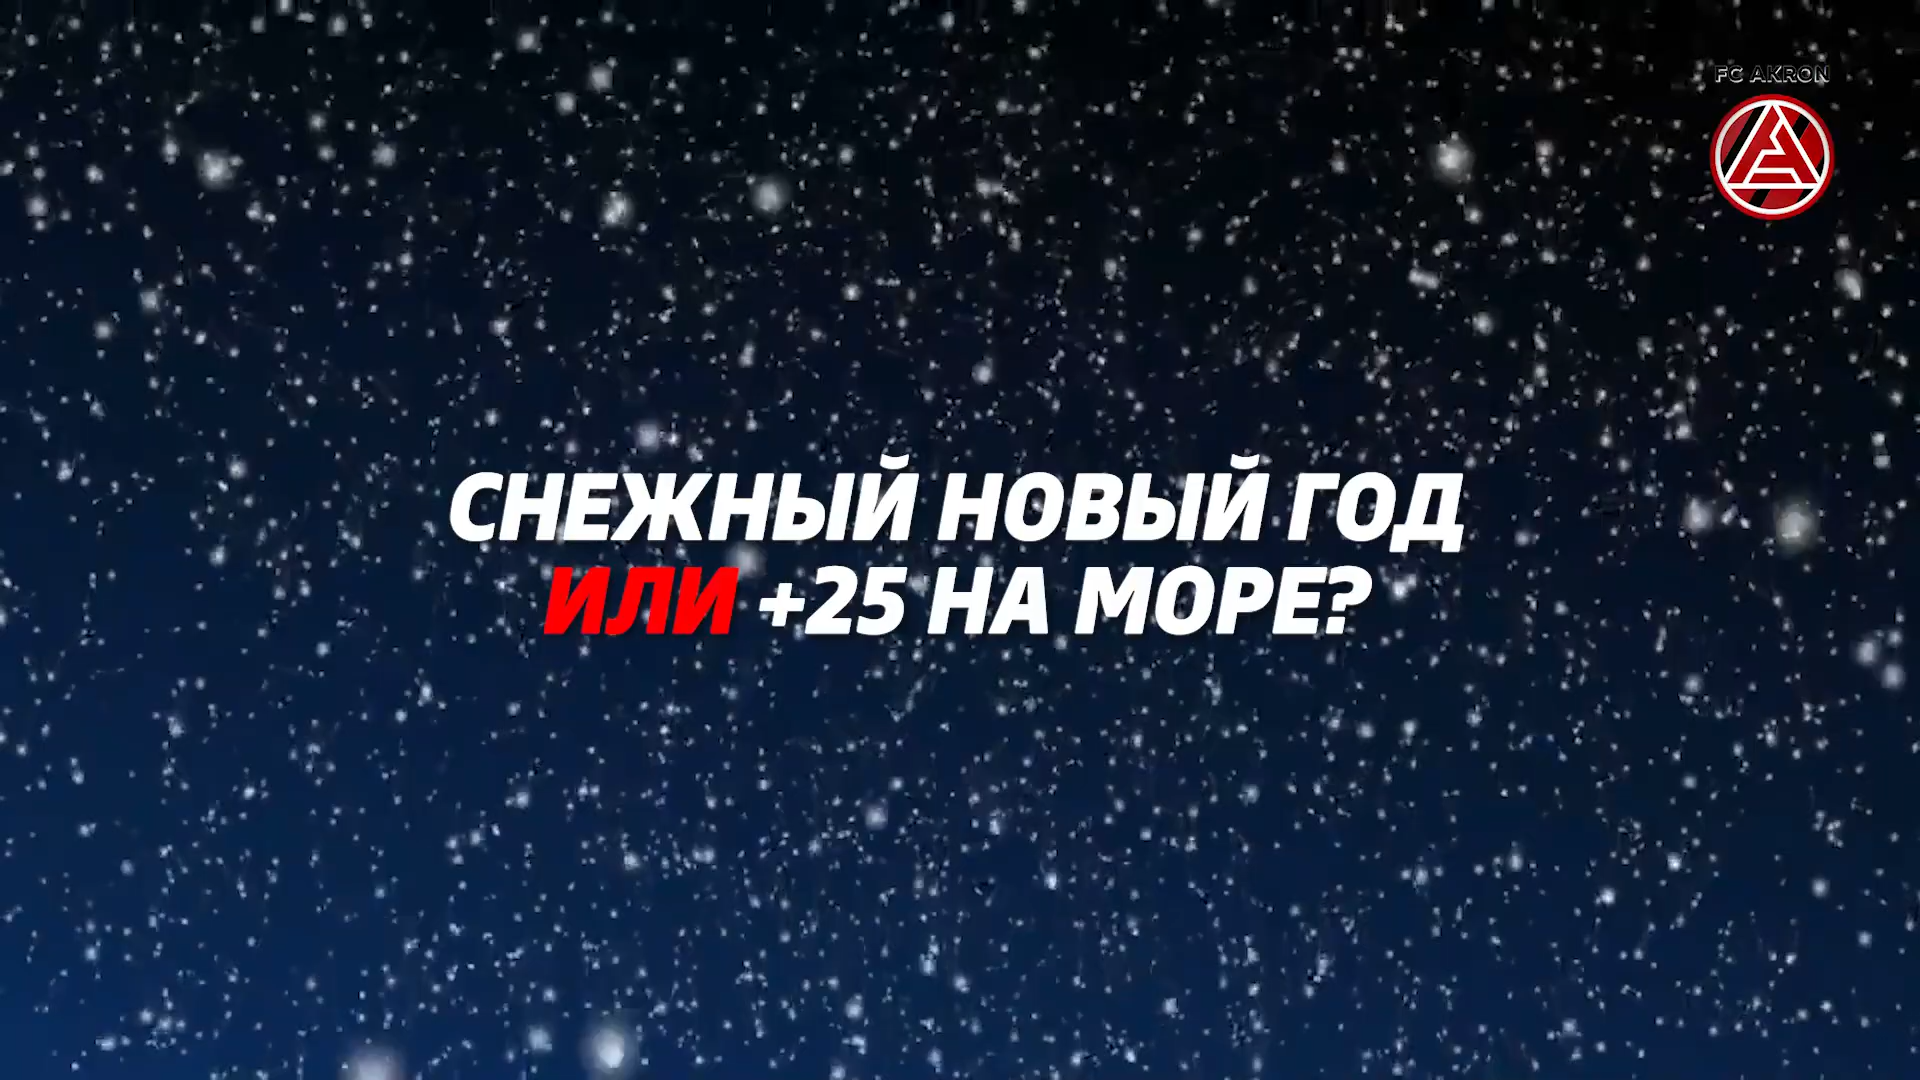 FC AKRON
СНЕЖНЫЙ НОВЫЙ ГОД
ИЛИ +25 НА МОРЕ?